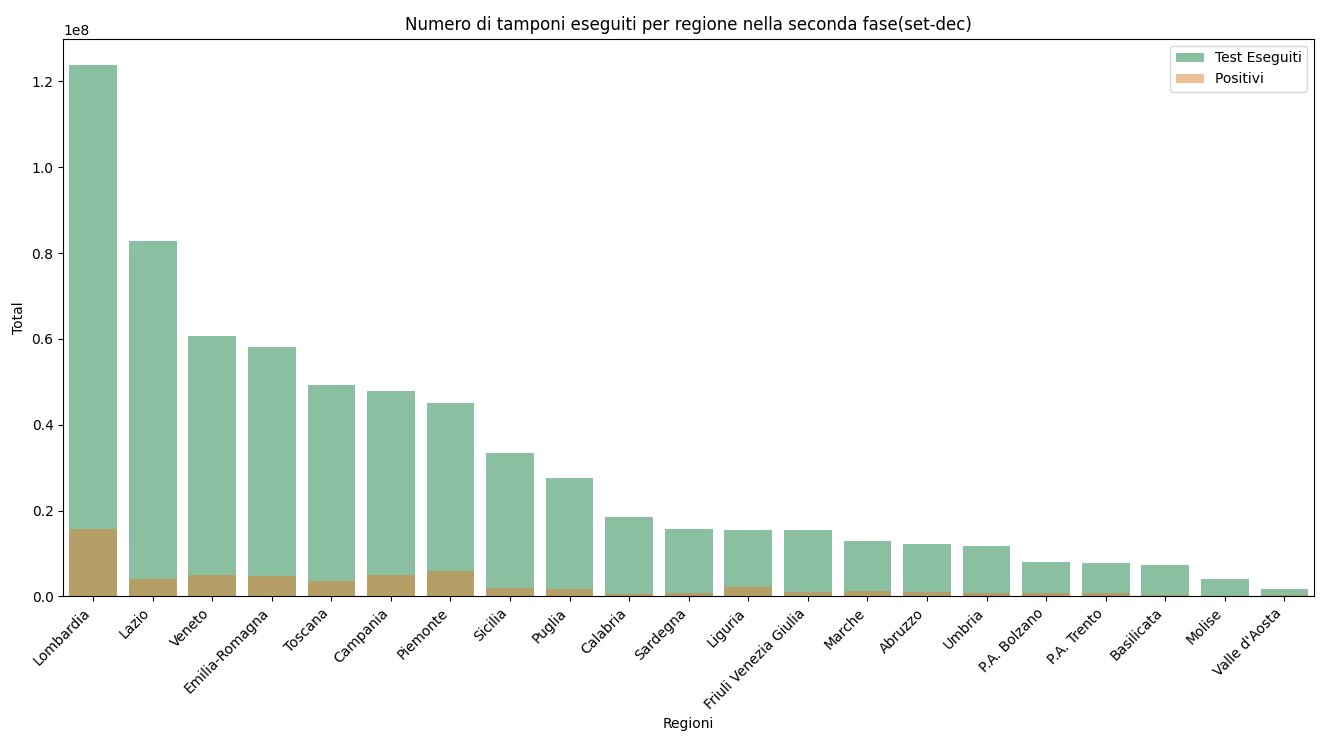 Numero di tamponi eseguiti per regione nella seconda fase(set-dec)
1e8
Test Eseguiti
Positivi
1.2
1.0
0.8
0.6
0.4
0.2
0.0
Total
Lombardia
Lazio
Veneto
Emilia-Romagna
Toscana
Campania
Piemonte
Sicilia
Puglia
Calabria
Sardegna
Liguria
Friuli Venezia Giulia
Marche
Abruzzo
Umbria
P.A. Bolzano
P.A. Trento
Basilicata
Molise
Valle d'Aosta
Regioni